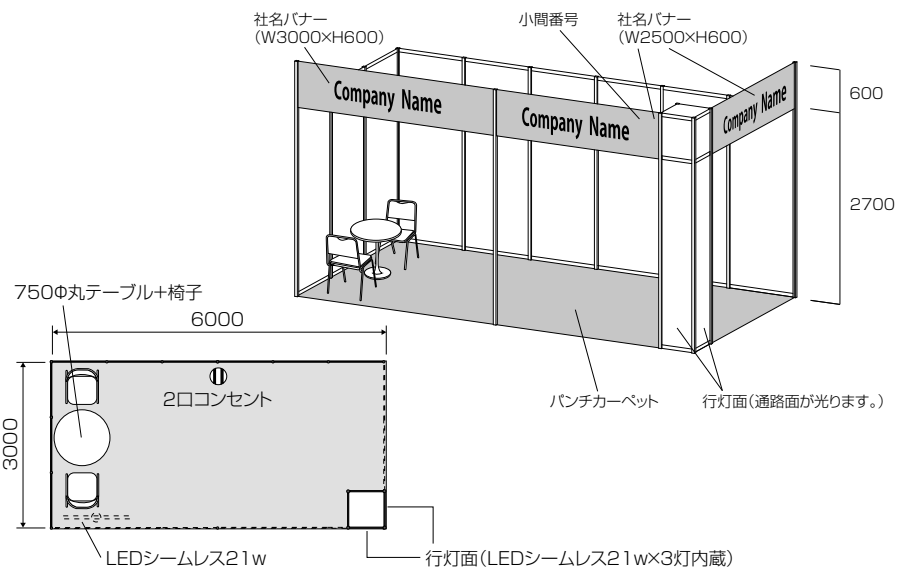 社名バナー
（W3000×H600）
小間番号
社名バナー
（W2500×H600）
Company Name
Company Name
Company Name
600
2700
750Φ丸テーブル+椅子
6000
3000
2口コンセント
パンチカーペット
行灯面（通路面が光ります。）
LEDシームレス21w
行灯面（LEDシームレス21w×3灯内蔵）